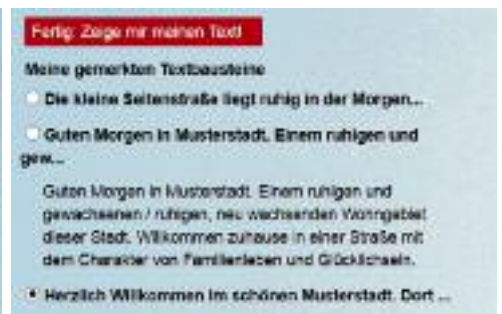 Fertig: Zeige mir meinen Text!
Meine gemerkten Textbausteine
Die kleine Seitenstraße liegt ruhig in der Morgen...
Guten Morgen in Musterstadt. Einem ruhigen und
gew...
Guten Morgen in Musterstadt. Einem ruhigen und
gewachsenen / ruhigen, neu wachsenden Wohngebiet
dieser Stadt. Willkommen zuhause in einer Straße mit
dem Charakter von Familienleben und Glücklichsein.
Herzlich Willkommen im schönen Musterstadt. Dort ...